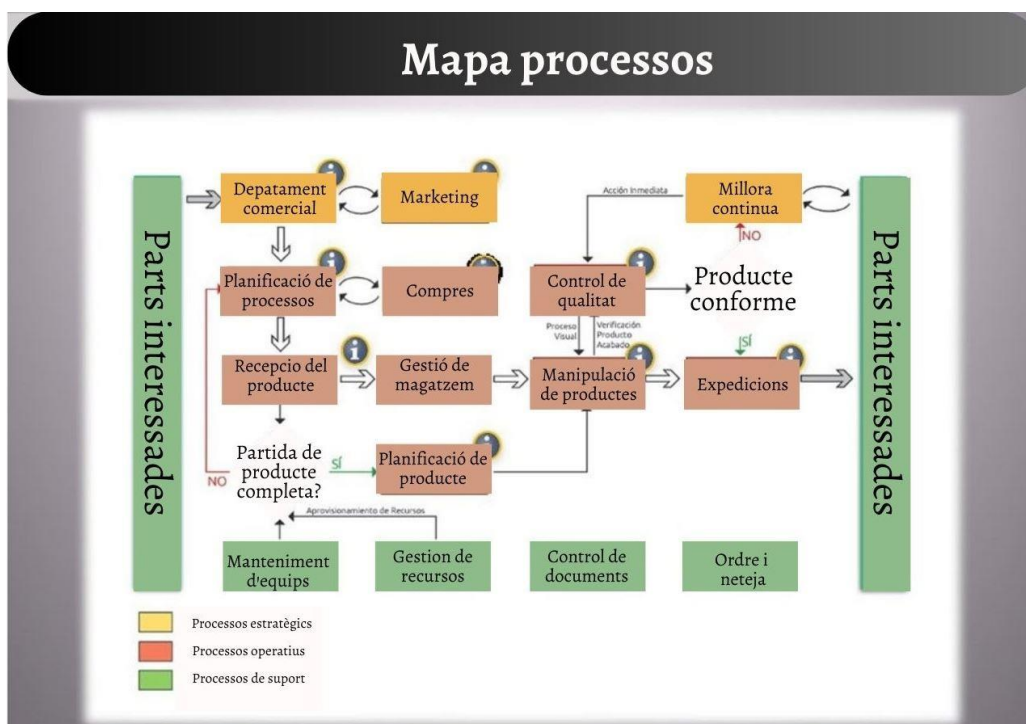 Mapa processos
Parts interessades
Depatament
comercial
Marketing
Acción Inmediata
Millora
continua
Parts interessades
NO
Planificació de
processos
Compres
Control de
qualitat
Producte
conforme
Proceso
Visual
Verificación
Producto
Acabado
SÍ
Recepcio del
producte
Gestió de
magatzem
Manipulació
de productes
Expedicions
Partida de
producte
completa?
NO
SÍ
Planificació de
producte
Aprovisionamiento de Recursos
Manteniment
d'equips
Gestion de
recursos
Control de
documents
Ordre i
neteja
Processos estratègics
Processos operatius
Processos de suport